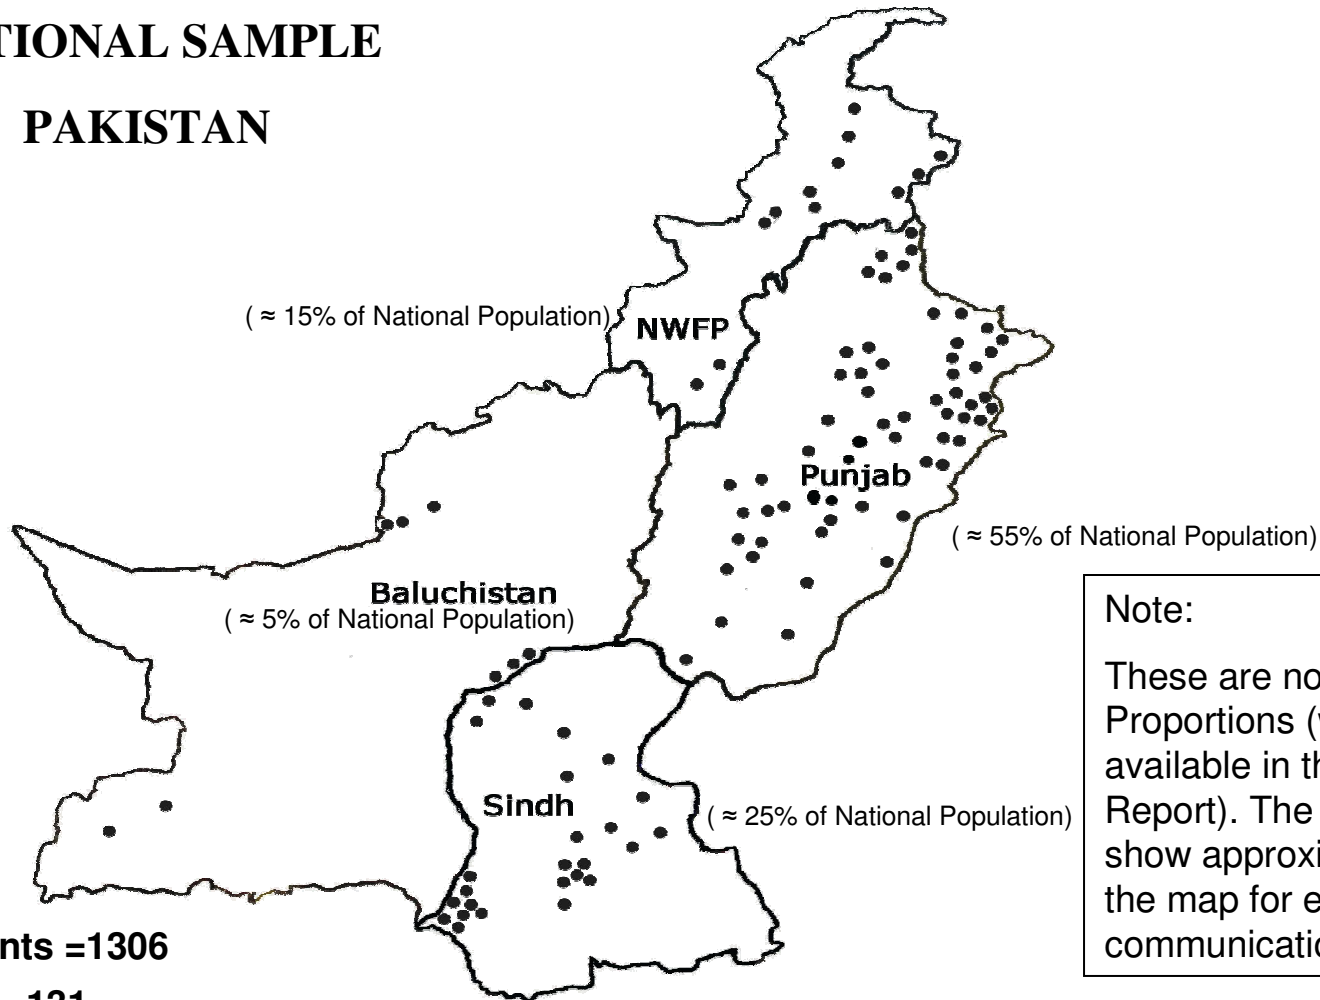 TIONAL SAMPLE
PAKISTAN
( ≈ 15% of National Population)
NWFP
Punjab
( ≈ 55% of National Population)
Baluchistan
( ≈ 5% of National Population)
Note:
These are no
Proportions (
available in th
Report). The
show approxi
the map for e
communicatio
Sindh
( ≈ 25% of National Population)
nts =1306
131